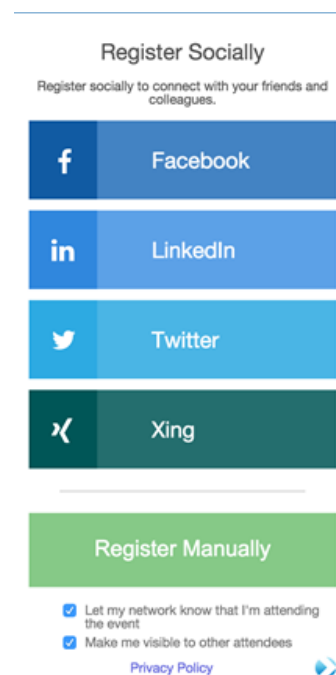 Register Socially
Register socially to connect with your friends and
colleagues.
Facebook
LinkedIn
Twitter
Xing
Register Manually
Let my network know that I'm attending
the event
Make me visible to other attendees
Privacy Policy